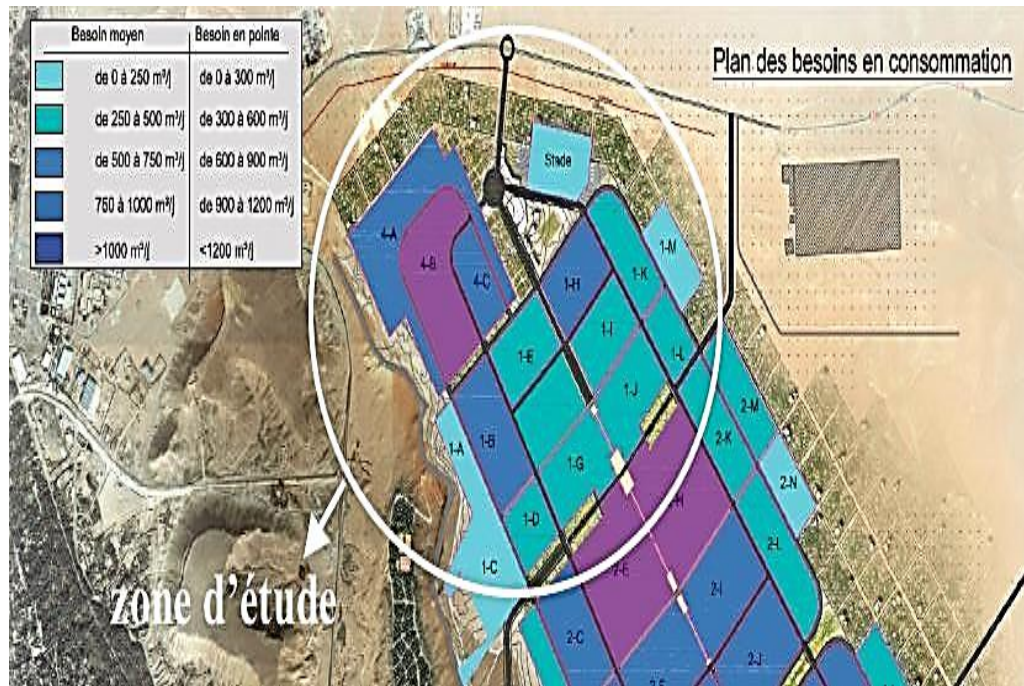 Besoin moyen Besoin en pointe
de 0 à 250 m³/j de 0 à 300 m³/j
de 250 à 500 m³/j de 300 à 600 m³/j
de 500 à 750 m³/j de 600 à 900 m³/j
750 à 1000 m³/j de 900 à 1200 m³/j
>1000 m³/j <1200 m³/j
Plan des besoins en consommation
Stade
4-A
4-B
4-C
1-H
1-K
1-M
1-E
1-I
1-L
1-J
1-A
1-B
1-G
2-M
2-K
1-D
2-N
1-C
2-E
2-L
2-I
2-C
2-J
zone d'étude